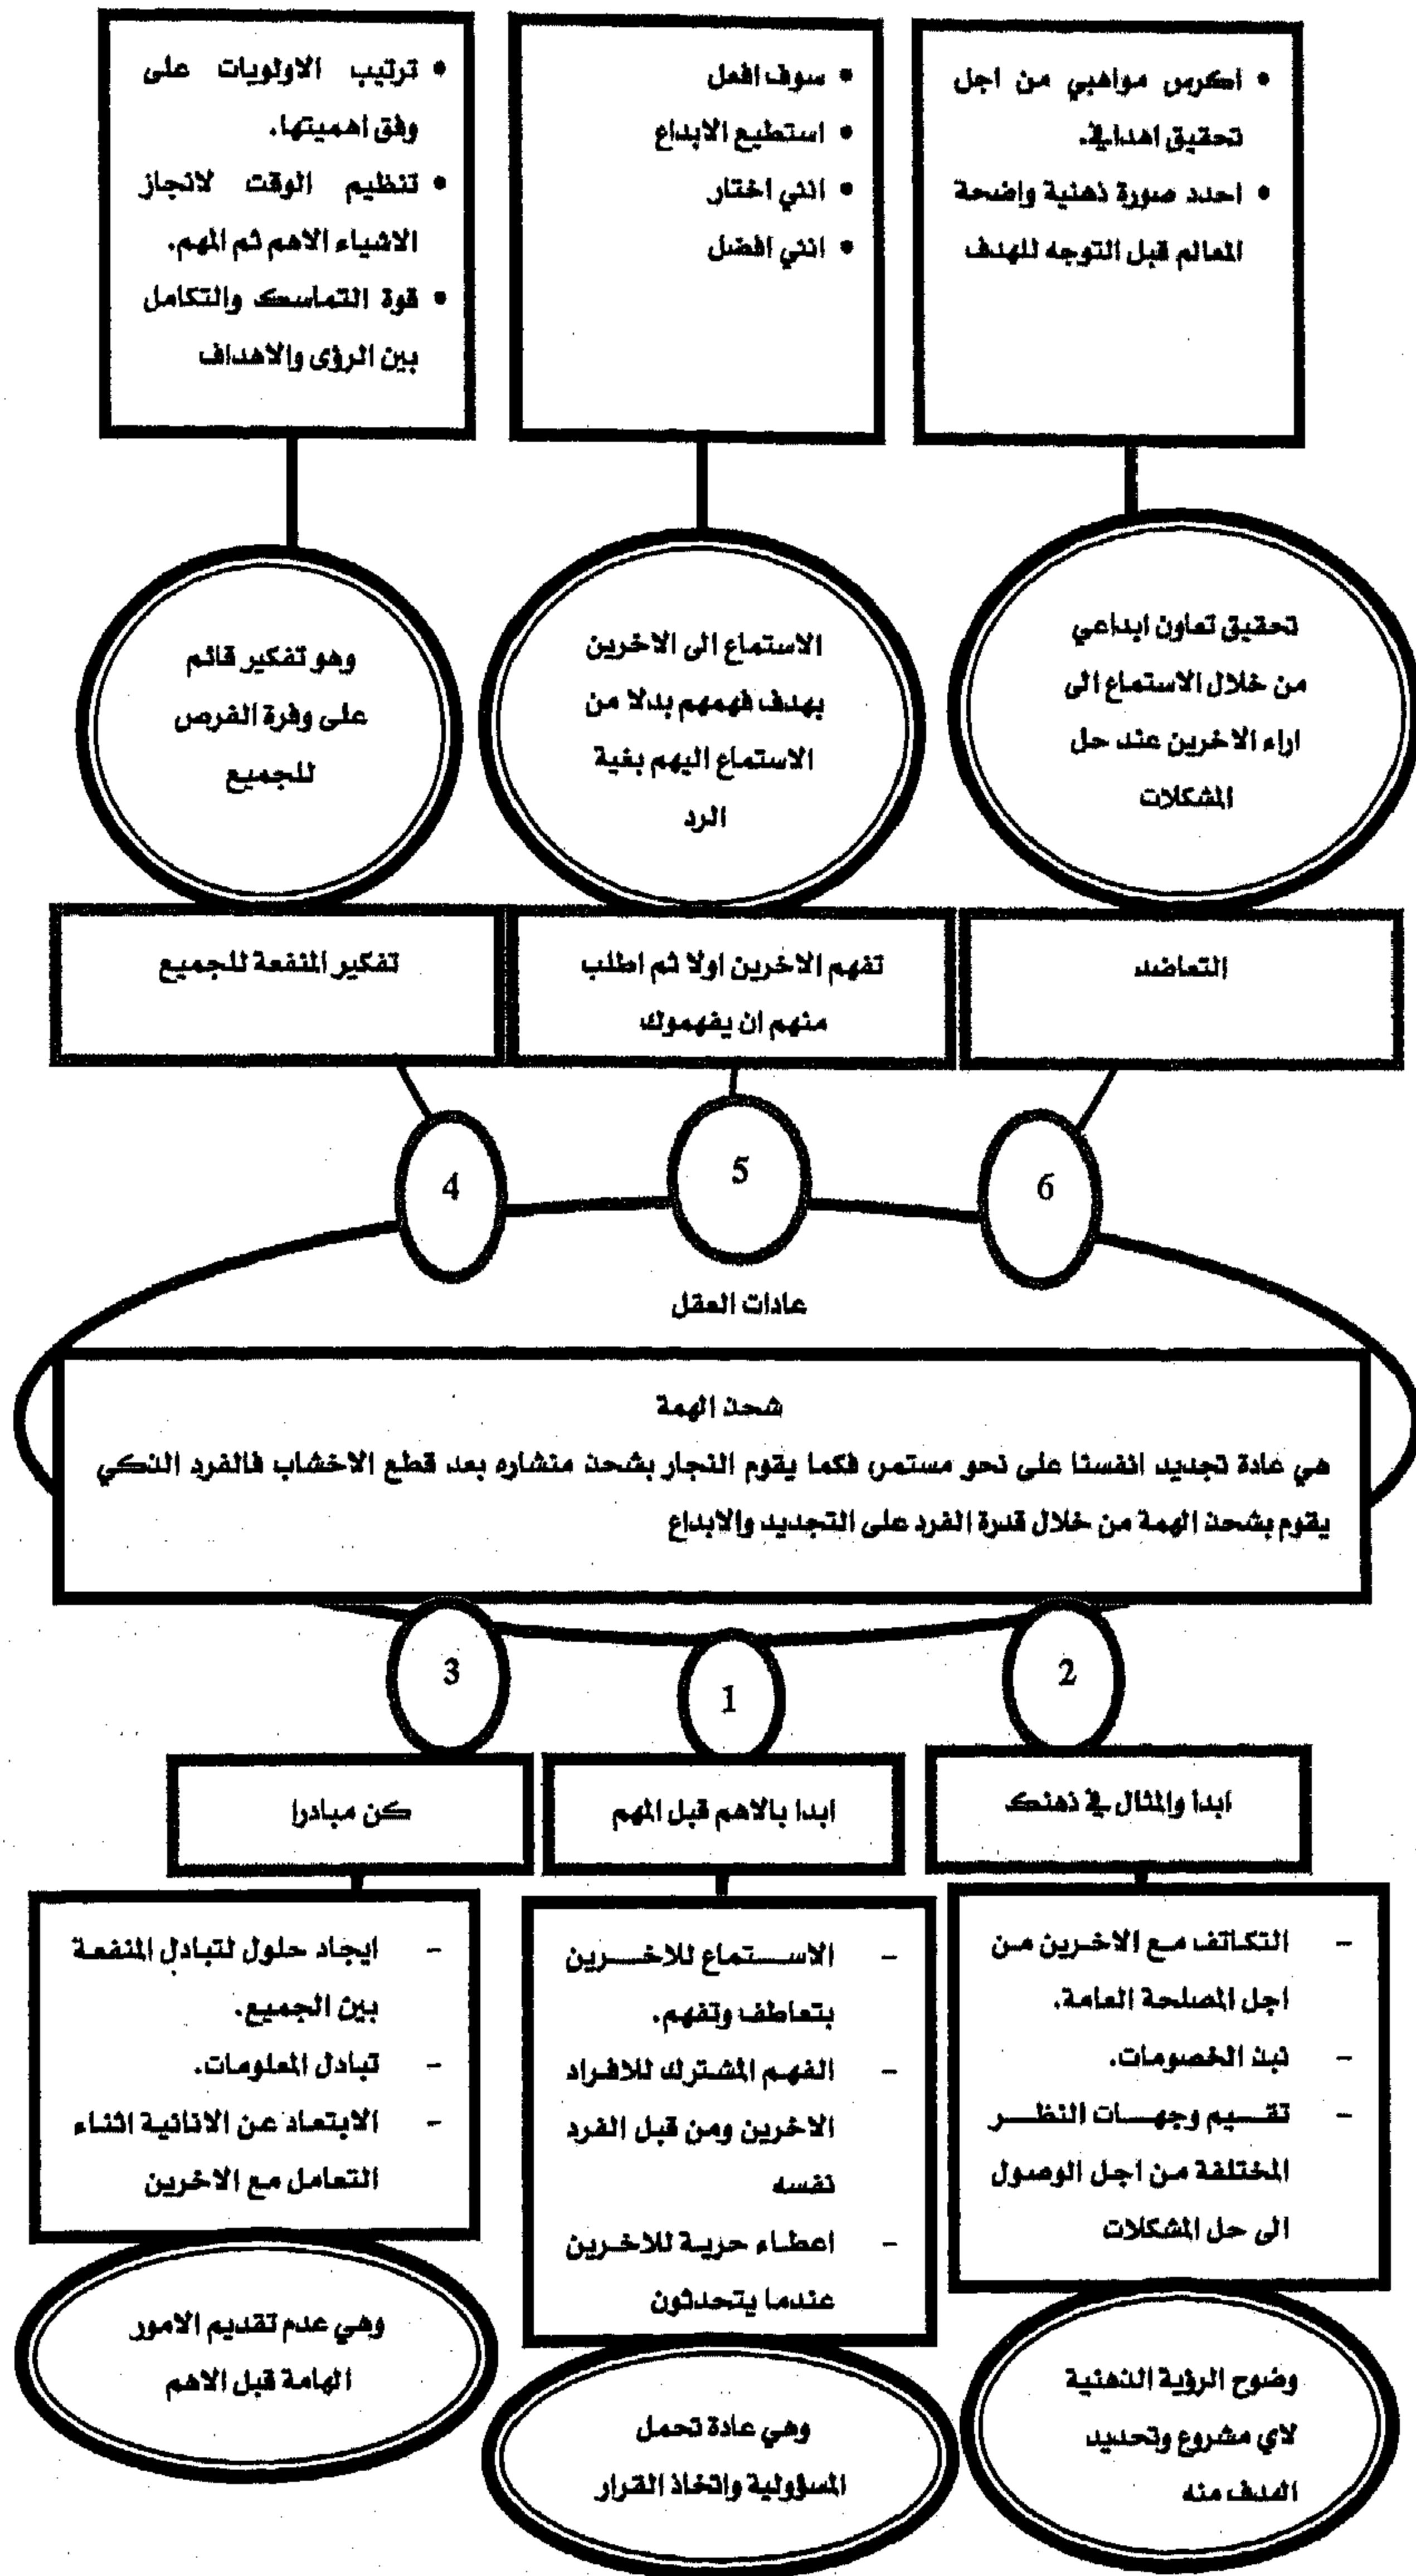 اكرس مواهبي من اجل
تحقيق اهدافي.
احدد صورة ذهنية واضحة
المعالم قبل التوجه للهدف
سوف افعل
استطيع الابداع
انني اختار
انني افضل
ترتيب الاولويات على
وفق اهميتها.
تنظيم الوقت لانجاز
الاشياء الاهم ثم المهم.
قوة التماسك والتكامل
بين الرؤى والاهداف
تحقيق تعاون ابداعي
من خلال الاستماع الى
اراء الاخرين عند حل
المشكلات
الاستماع الى الاخرين
بهدف فهمهم بدلا من
الاستماع اليهم بغية
الرد
وهو تفكير قائم
على وفرة الفرص
للجميع
التعاضد
تفهم الاخرين اولا ثم اطلب
منهم ان يفهموك
تفكير المنفعة للجميع
6
5
4
عادات العقل
شحذ الهمة
هي عادة تجديد انفسنا على نحو مستمر، فكما يقوم النجار بشحذ منشاره بعد قطع الاخشاب فالفرد الذكي
يقوم بشحذ الهمة من خلال قدرة الفرد على التجديد والابداع
2
1
3
ابدا والمثال في ذهنك
ابدا بالاهم قبل المهم
كن مبادرا
- التكاتف مع الاخرين من
اجل المصلحة العامة.
- نبذ الخصومات.
- تقسيم وجهات النظر
المختلفة من اجل الوصول
الى حل المشكلات
- الاستماع للاخرين
بتعاطف وتفهم.
- الفهم المشترك للافراد
الاخرين ومن قبل الفرد
نفسه
- اعطاء حرية للاخرين
عندما يتحدثون
- ايجاد حلول لتبادل المنفعة
بين الجميع.
- تبادل المعلومات.
- الابتعاد عن الانانية اثناء
التعامل مع الاخرين
وضوح الرؤية الذهنية
لاي مشروع وتحديد
الهدف منه
وهي عادة تحمل
المسؤولية واتخاذ القرار
وهي عدم تقديم الامور
الهامة قبل الاهم